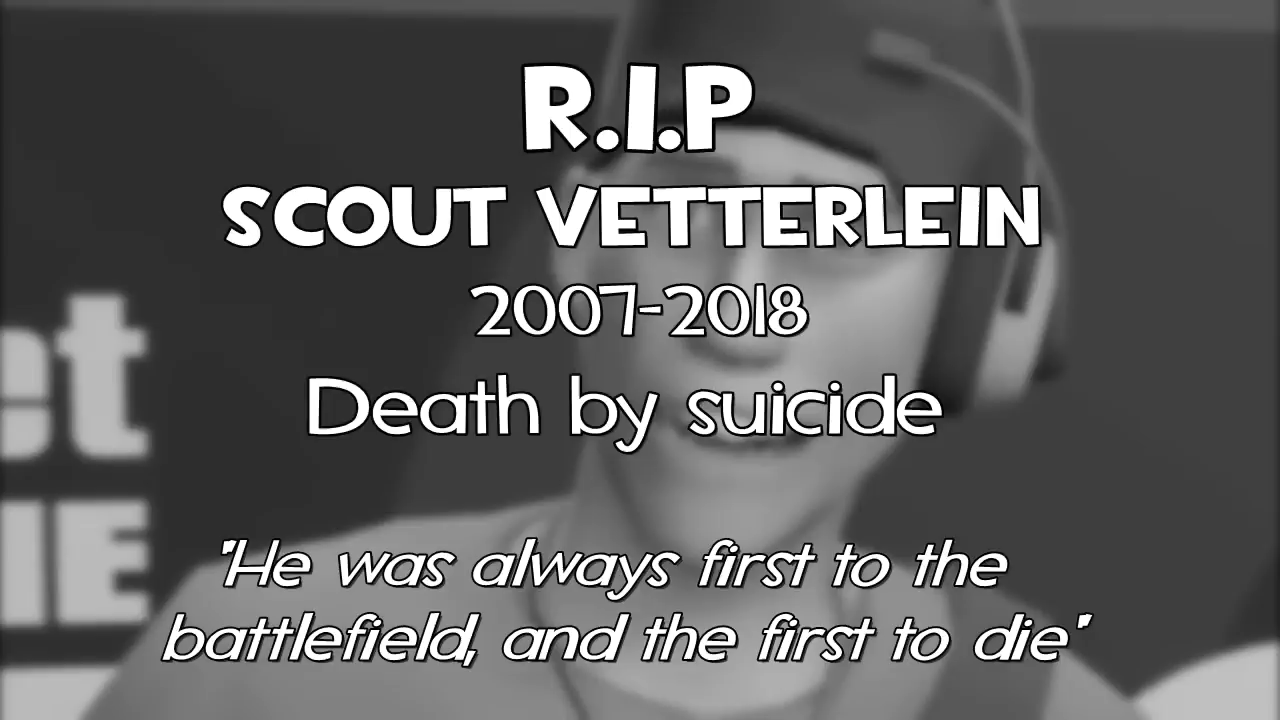 R.I.P
SCOUT VETTERLEIN
2007-2018
Death by suicide
"He was always first to the
battlefield, and the first to die"